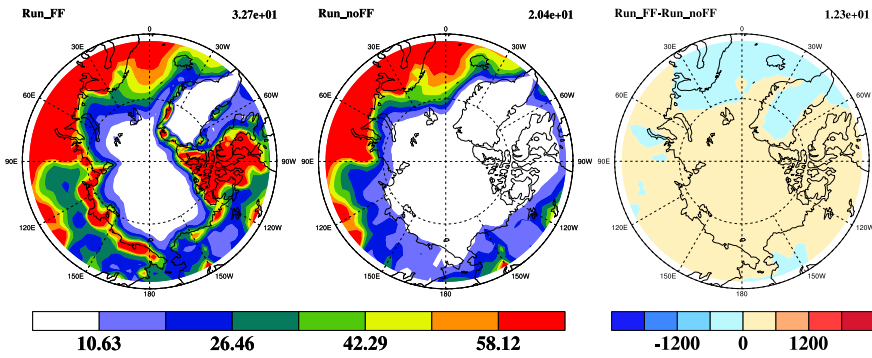 Run_FF 3.27e+01
0
30E 30W
60E 60W
90E 90W
120E 120W
150E 150W
180
10.63 26.46 42.29 58.12
Run_noFF 2.04e+01
0
30E 30W
60E 60W
90E 90W
120E 120W
150E 150W
180
Run_FF-Run_noFF 1.23e+01
0
30E 30W
60E 60W
90E 90W
120E 120W
150E 150W
180
-1200 0 1200